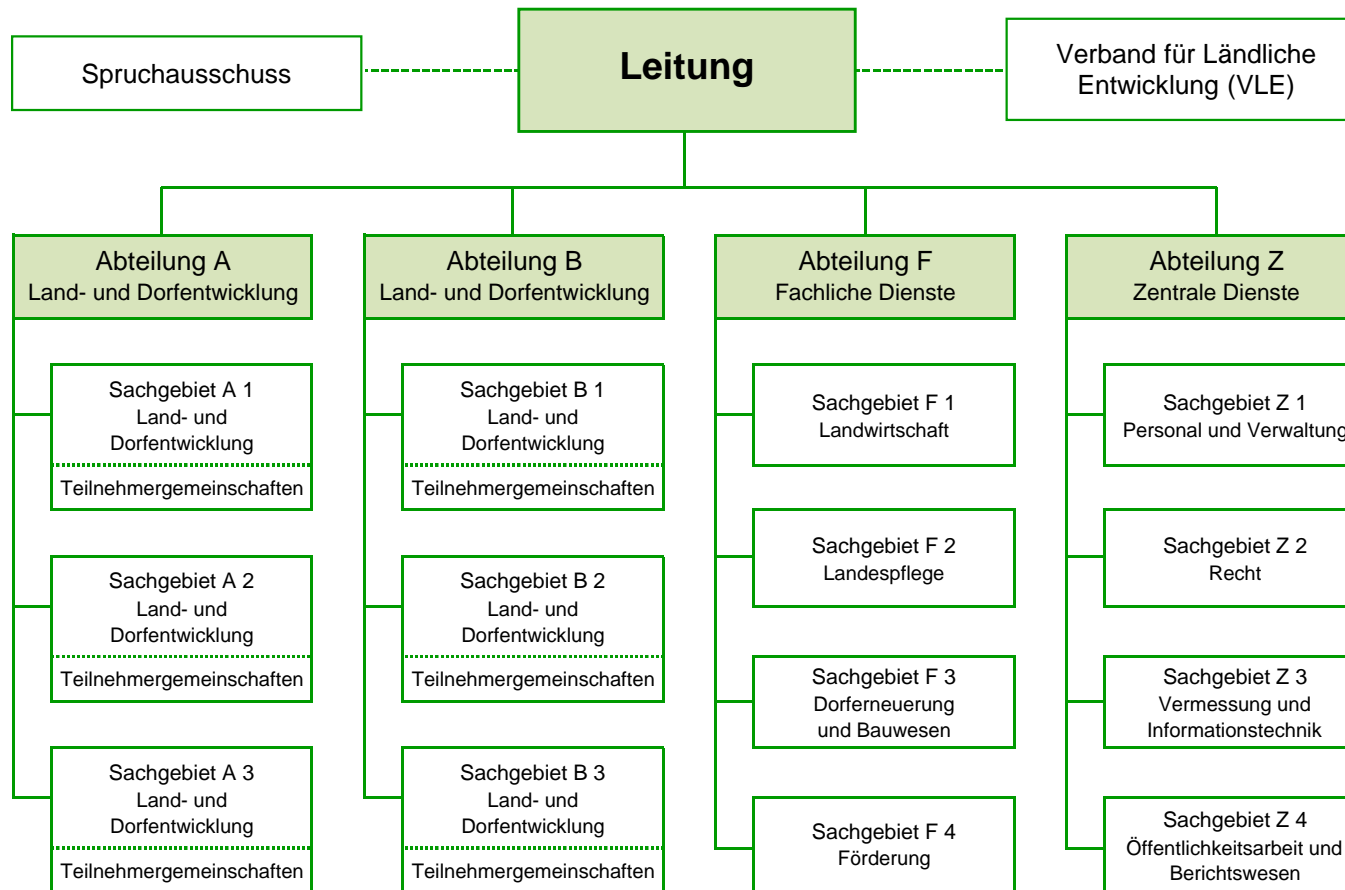 Spruchausschuss
Leitung
Verband für Ländliche
Entwicklung (VLE)
Abteilung A
Land- und Dorfentwicklung
Sachgebiet A 1
Land- und
Dorfentwicklung
Teilnehmergemeinschaften
Sachgebiet A 2
Land- und
Dorfentwicklung
Teilnehmergemeinschaften
Sachgebiet A 3
Land- und
Dorfentwicklung
Teilnehmergemeinschaften
Abteilung B
Land- und Dorfentwicklung
Sachgebiet B 1
Land- und
Dorfentwicklung
Teilnehmergemeinschaften
Sachgebiet B 2
Land- und
Dorfentwicklung
Teilnehmergemeinschaften
Sachgebiet B 3
Land- und
Dorfentwicklung
Teilnehmergemeinschaften
Abteilung F
Fachliche Dienste
Sachgebiet F 1
Landwirtschaft
Sachgebiet F 2
Landespflege
Sachgebiet F 3
Dorferneuerung
und Bauwesen
Sachgebiet F 4
Förderung
Abteilung Z
Zentrale Dienste
Sachgebiet Z 1
Personal und Verwaltung
Sachgebiet Z 2
Recht
Sachgebiet Z 3
Vermessung und
Informationstechnik
Sachgebiet Z 4
Öffentlichkeitsarbeit und
Berichtswesen